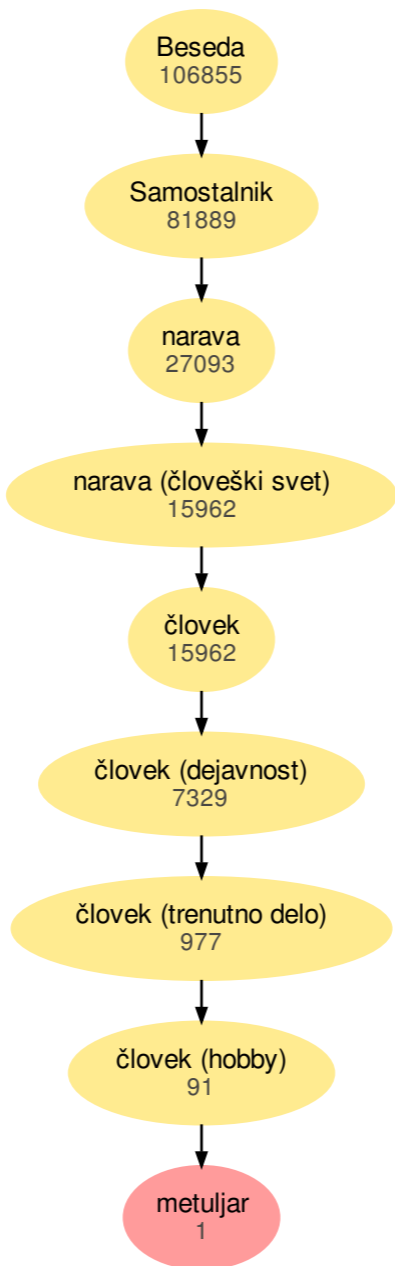 Beseda
106855
Samostalnik
81889
narava
27093
narava (človeški svet)
15962
človek
15962
človek (dejavnost)
7329
človek (trenutno delo)
977
človek (hobby)
91
metuljar
1